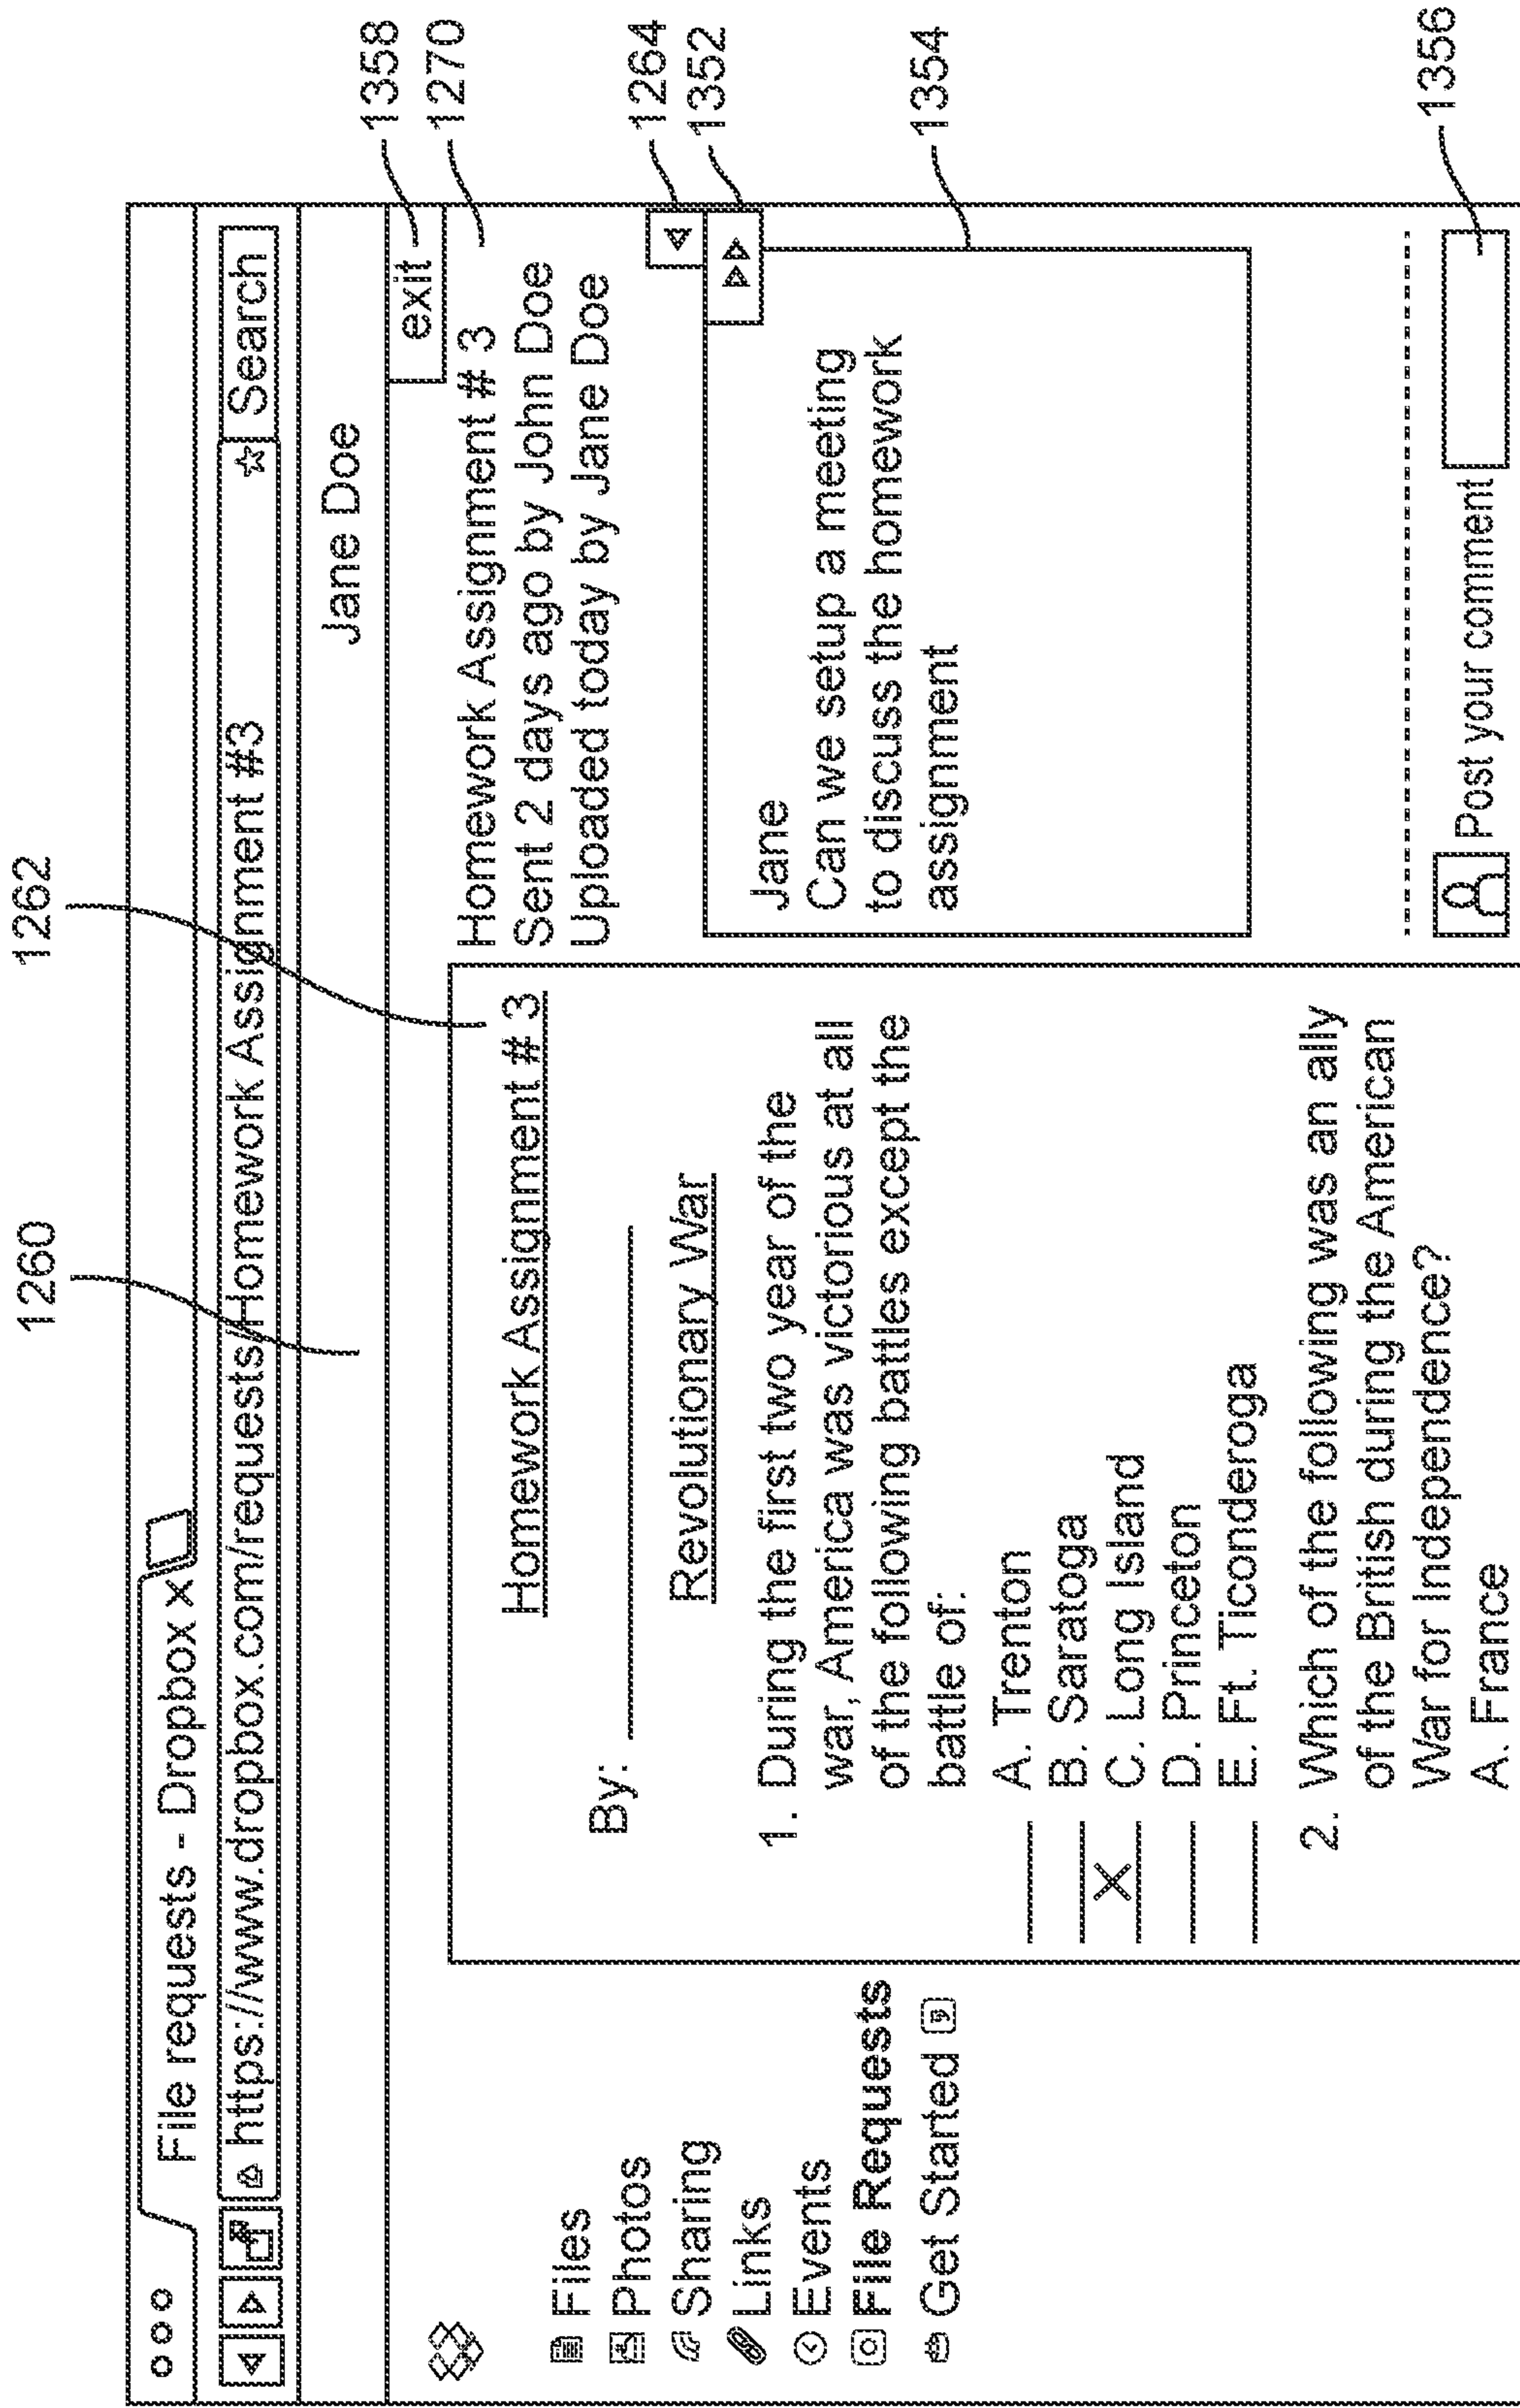 1260
1262
File requests - Dropbox x
https://www.dropbox.com/requests/Homework Assignment #3
Search
Jane Doe
exit
1358
1270
Files
Photos
Sharing
Links
Events
File Requests
Get Started
Homework Assignment # 3
By:
Revolutionary War
1. During the first two year of the
war, America was victorious at all
of the following battles except the
battle of:
A. Trenton
B. Saratoga
X C. Long Island
D. Princeton
E. Ft. Ticonderoga
2. Which of the following was an ally
of the British during the American
War for Independence?
A. France
Homework Assignment # 3
Sent 2 days ago by John Doe
Uploaded today by Jane Doe
1264
1352
Jane
Can we setup a meeting
to discuss the homework
assignment
1354
Post your comment
1356